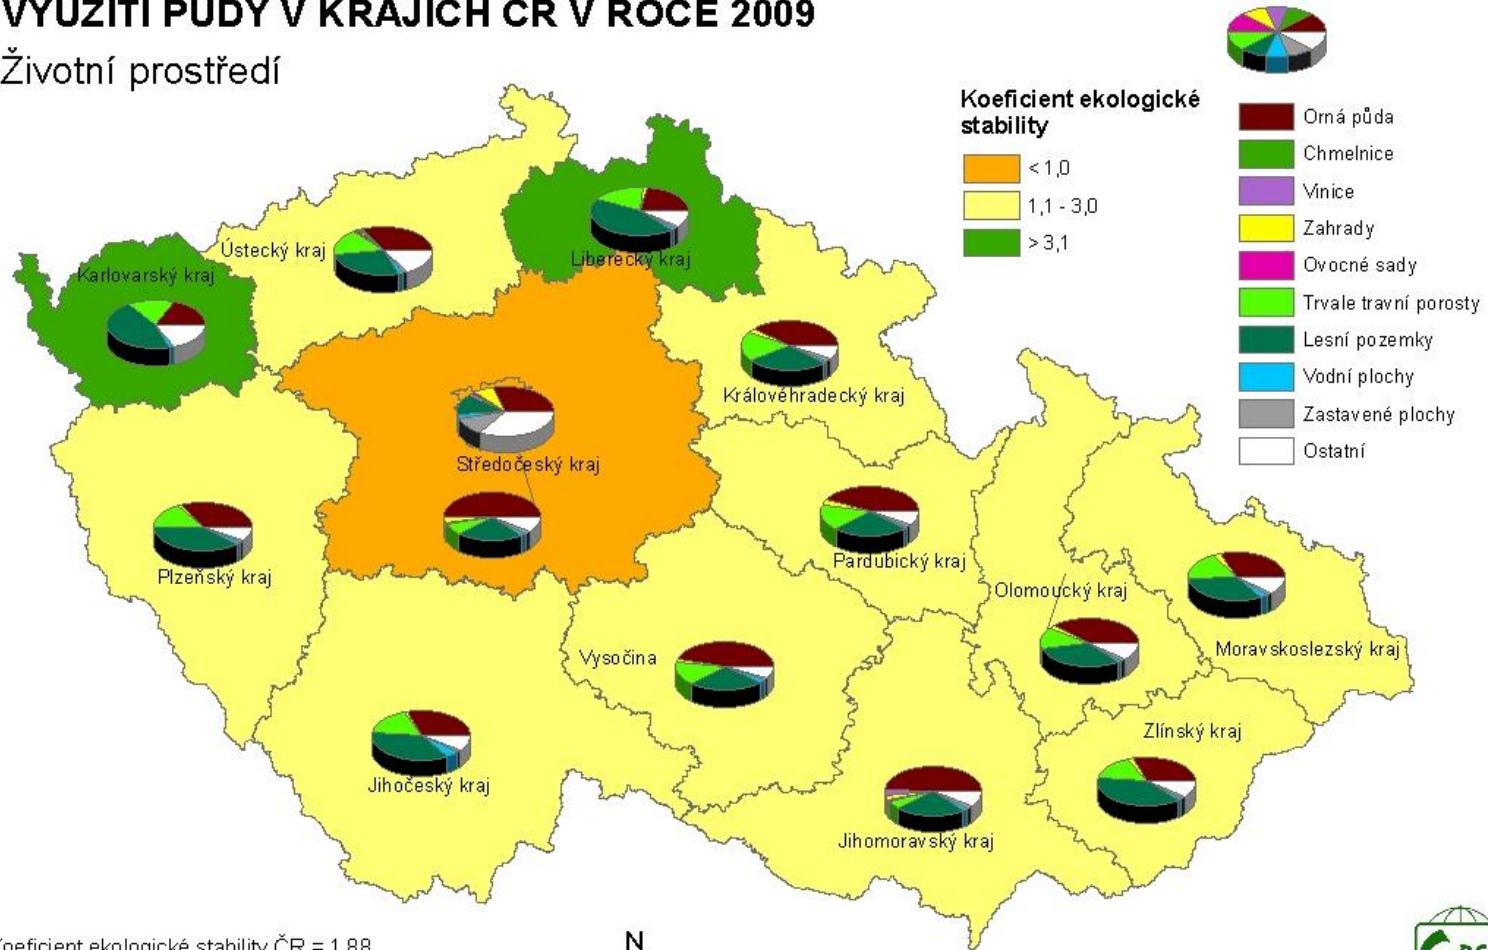 VYUŽITÍ PŮDY V KRAJÍCH ČR V ROCE 2009
Životní prostředí
Koeficient ekologické
stability
< 1,0
1,1 - 3,0
> 3,1
Orná půda
Chmelnice
Vinice
Zahrady
Ovocné sady
Trvale travní porosty
Lesní pozemky
Vodní plochy
Zastavené plochy
Ostatní
Ústecký kraj
Liberecký kraj
Karlovarský kraj
Královéhradecký kraj
Středočeský kraj
Plzeňský kraj
Pardubický kraj
Olomoucký kraj
Moravskoslezský kraj
Vysočina
Zlínský kraj
Jihočeský kraj
Jihomoravský kraj
Koeficient ekologické stability ČR = 1,88
N